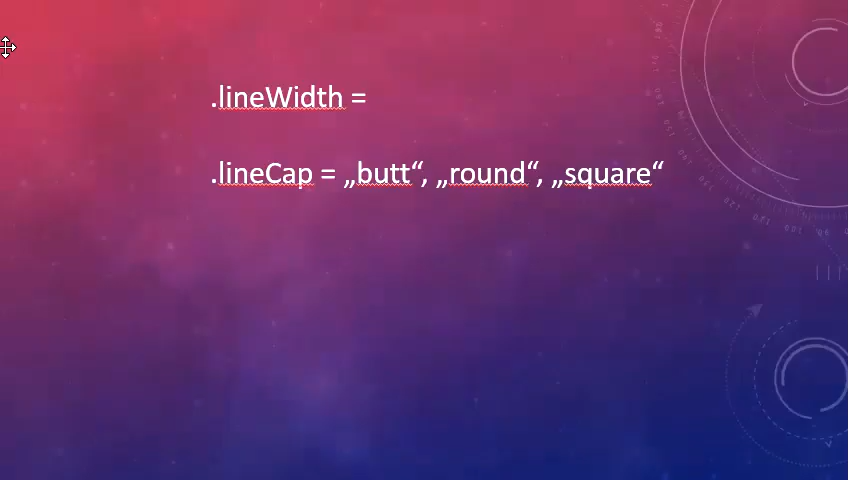 .lineWidth =
.lineCap = „butt“, „round“, „square“